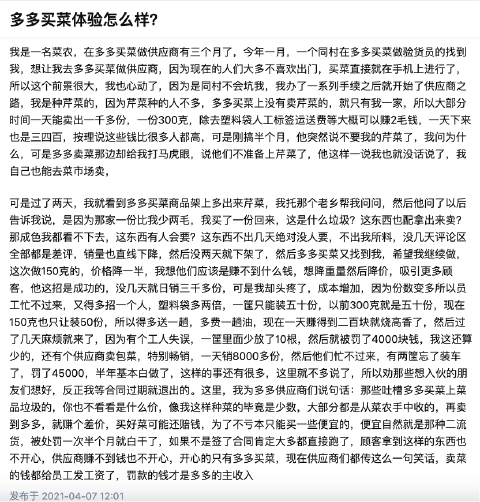 多多买菜体验怎么样?
我是一名菜农，在多多买菜做供应商有三个月了，今年一月，一个同村在多多买菜做验货员的找到
我，想让我去多多买菜做供应商，因为现在的人们大多不喜欢出门，买菜直接就在手机上进行了，
所以这个前景很大，我也心动了，因为是同村不会坑我，我办了一系列手续之后就开始了供应商之
路，我是种芹菜的，因为芹菜种的人不多，多多买菜上没有卖芹菜的，就只有我一家，所以大部分
时间一天能卖出一千多份，一份300克，除去塑料袋人工标签运送费等大概可以赚2毛钱，一天下来
也是三四百，按理说这些钱比很多人都高，可是刚搞半个月，他突然说不要我的芹菜了，我问为什
么，可是多多卖菜那边却给我打马虎眼，说他们不准备上芹菜了，他这样一说我也就没话说了，我
自己也能去菜市场卖，
可是过了两天，我就看到多多买菜商品架上多出来芹菜，我托那个老乡帮我问问，然后他问了以后
告诉我说，是因为那家一份比我少两毛，我买了一份回来，这是什么垃圾？这东西也配拿出来卖？
那成色我都看不下去，这东西有人会要？这东西不出几天绝对没人要，不出我所料，没几天评论区
全部都是差评，销量也直线下降，然后没两天就下架了，然后多多买菜又找到我，希望我继续做，
这次做150克的，价格降一半，我想他们应该是赚不到什么钱，想降重量然后降价，吸引更多顾
客，他这招是成功的，没几天就日销三千多份，可是我却头疼了，成本增加，因为份数变多所以员
工忙不过来，又得多招一个人，塑料袋多两倍，一筐只能装五十份，以前300克就是五十份，现在
150克也只让装50份，所以得多送一趟，多费一趟油，现在一天赚得到二百块就烧高香了，然后过
了几天麻烦就来了，因为有个工人失误，一筐里面少放了10根，然后就被罚了4000块钱，我这还算
少的，还有个供应商卖包菜，特别畅销，一天销8000多份，然后他们忙不过来，有两筐忘了装车
了，罚了45000，半年基本白做了，这样的事还有很多，这里就不多说了，所以劝那些想入伙的朋
友们想好，反正我等合同过期就退出的。这里，我为多多供应商们说句话：那些吐槽多多买菜上菜
品垃圾的，你也不看看是什么价，像我这样种菜的毕竟是少数，大部分都是从菜农手中收的，再卖
到多多，就赚个差价，买好菜可能还赔钱，为了不亏本只能买一些便宜的，便宜自然就是那种二流
货，被处罚一次半个月就白干了，如果不是签了合同肯定大多都直接跑了，顾客拿到这样的东西也
不开心，供应商赚不到钱也不开心，开心的只有多多买菜，现在供应商们都传这么一句笑话，卖菜
的钱都给员工发工资了，罚款的钱才是多多的主收入
发布于 2021-04-07 12:01